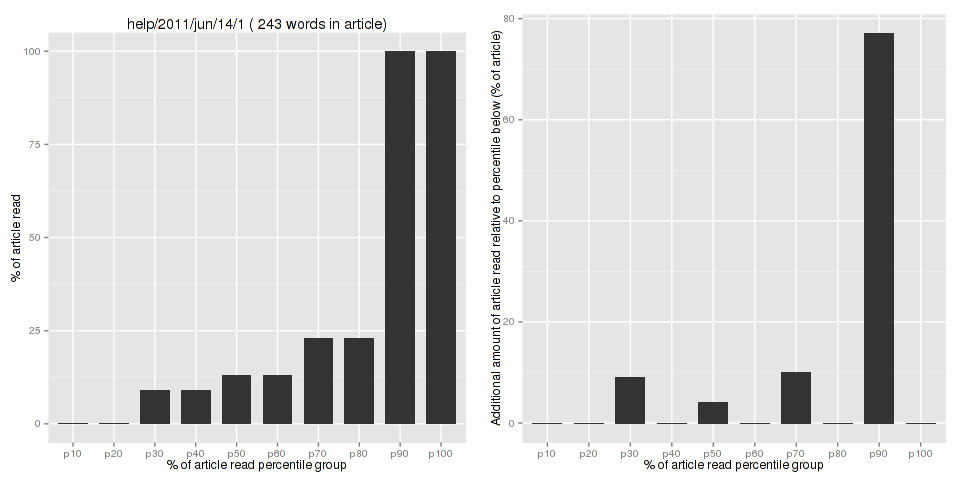 help/2011/jun/14/1 ( 243 words in article)
% of article read
100
75
50
25
0
p10 p20 p30 p40 p50 p60 p70 p80 p90 p100
% of article read percentile group
Additional amount of article read relative to percentile below (% of article)
80
60
40
20
0
p10 p20 p30 p40 p50 p60 p70 p80 p90 p100
% of article read percentile group